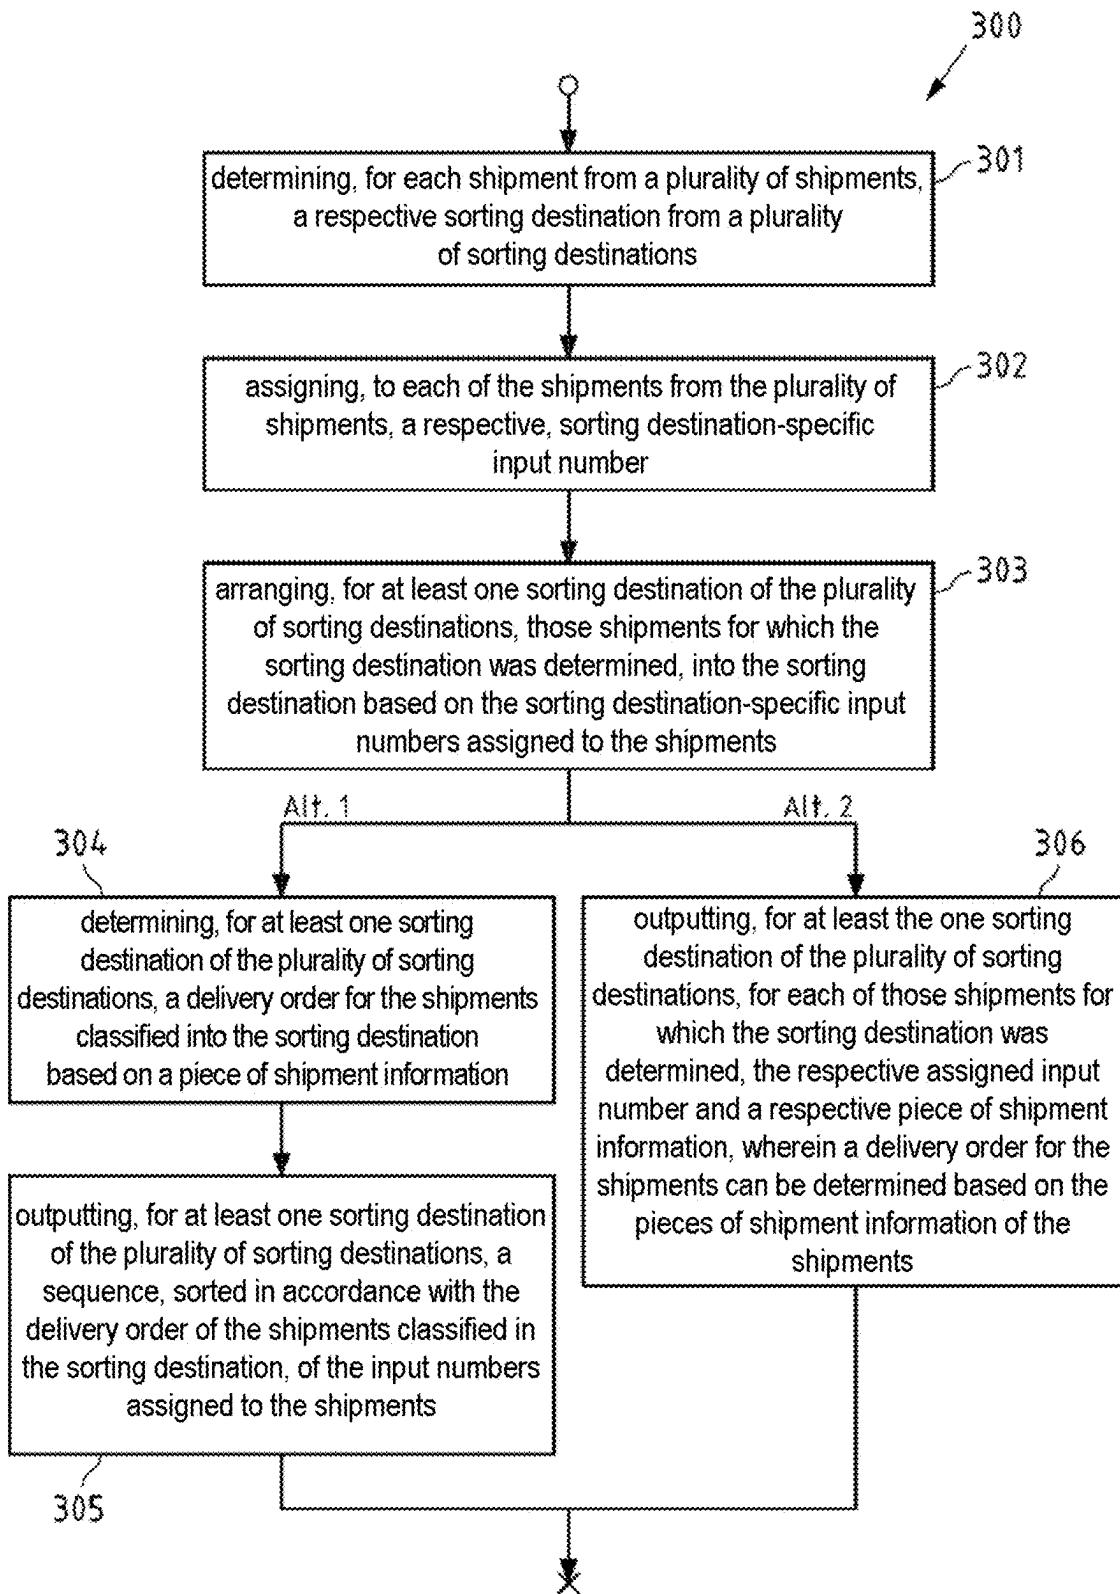 300
301
determining, for each shipment from a plurality of shipments,
a respective sorting destination from a plurality
of sorting destinations
302
assigning, to each of the shipments from the plurality of
shipments, a respective, sorting destination-specific
input number
303
arranging, for at least one sorting destination of the plurality
of sorting destinations, those shipments for which the
sorting destination was determined, into the sorting
destination based on the sorting destination-specific input
numbers assigned to the shipments
Alt. 1
Alt. 2
304
determining, for at least one sorting
destination of the plurality of sorting
destinations, a delivery order for the shipments
classified into the sorting destination
based on a piece of shipment information
outputting, for at least one sorting destination
of the plurality of sorting destinations, a
sequence, sorted in accordance with the
delivery order of the shipments classified in
the sorting destination, of the input numbers
assigned to the shipments
305
306
outputting, for at least the one sorting
destination of the plurality of sorting
destinations, for each of those shipments for
which the sorting destination was
determined, the respective assigned input
number and a respective piece of shipment
information, wherein a delivery order for the
shipments can be determined based on the
pieces of shipment information of the
shipments